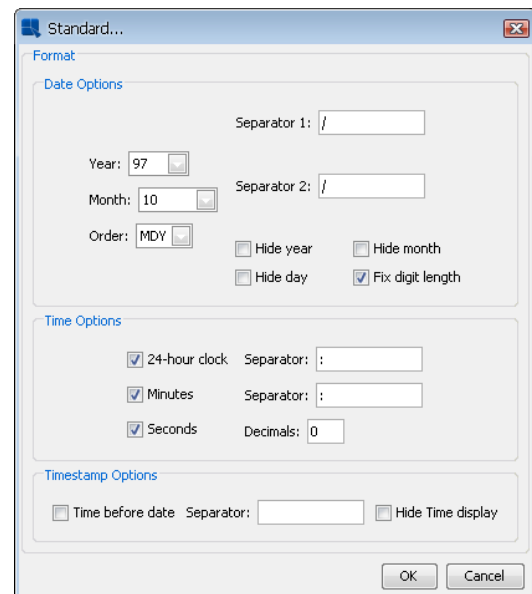 Standard...
Format
Date Options
Separator 1: /
Year: 97
Separator 2: /
Month: 10
Order: MDY
Hide year Hide month
Hide day Fix digit length
Time Options
24-hour clock Separator: :
Minutes Separator: :
Seconds Decimals: 0
Timestamp Options
Time before date Separator: Hide Time display
OK Cancel